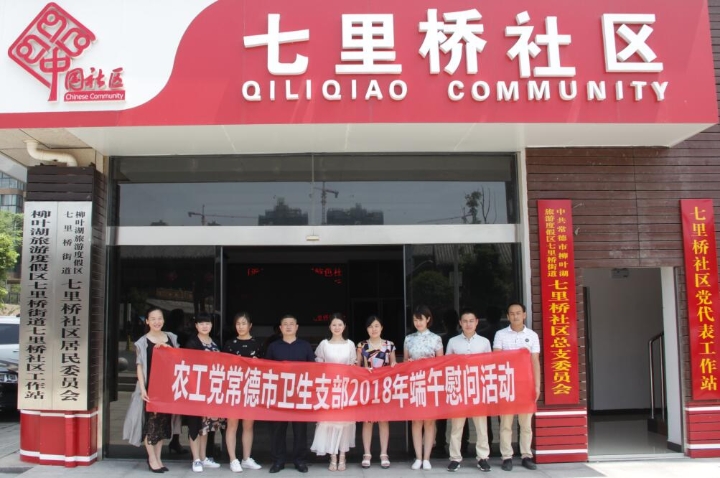 中国社区
Chinese Community
七里桥社区
QILIQIAO COMMUNITY
柳叶湖旅游度假区七里桥街道七里桥社区工作站
柳叶湖旅游度假区
七里桥街道
七里桥社区居民委员会
中共常德市柳叶湖
旅游度假区七里桥街道
七里桥社区总支委员会
七里桥社区党代表工作站
农工党常德市卫生支部2018年端午慰问活动